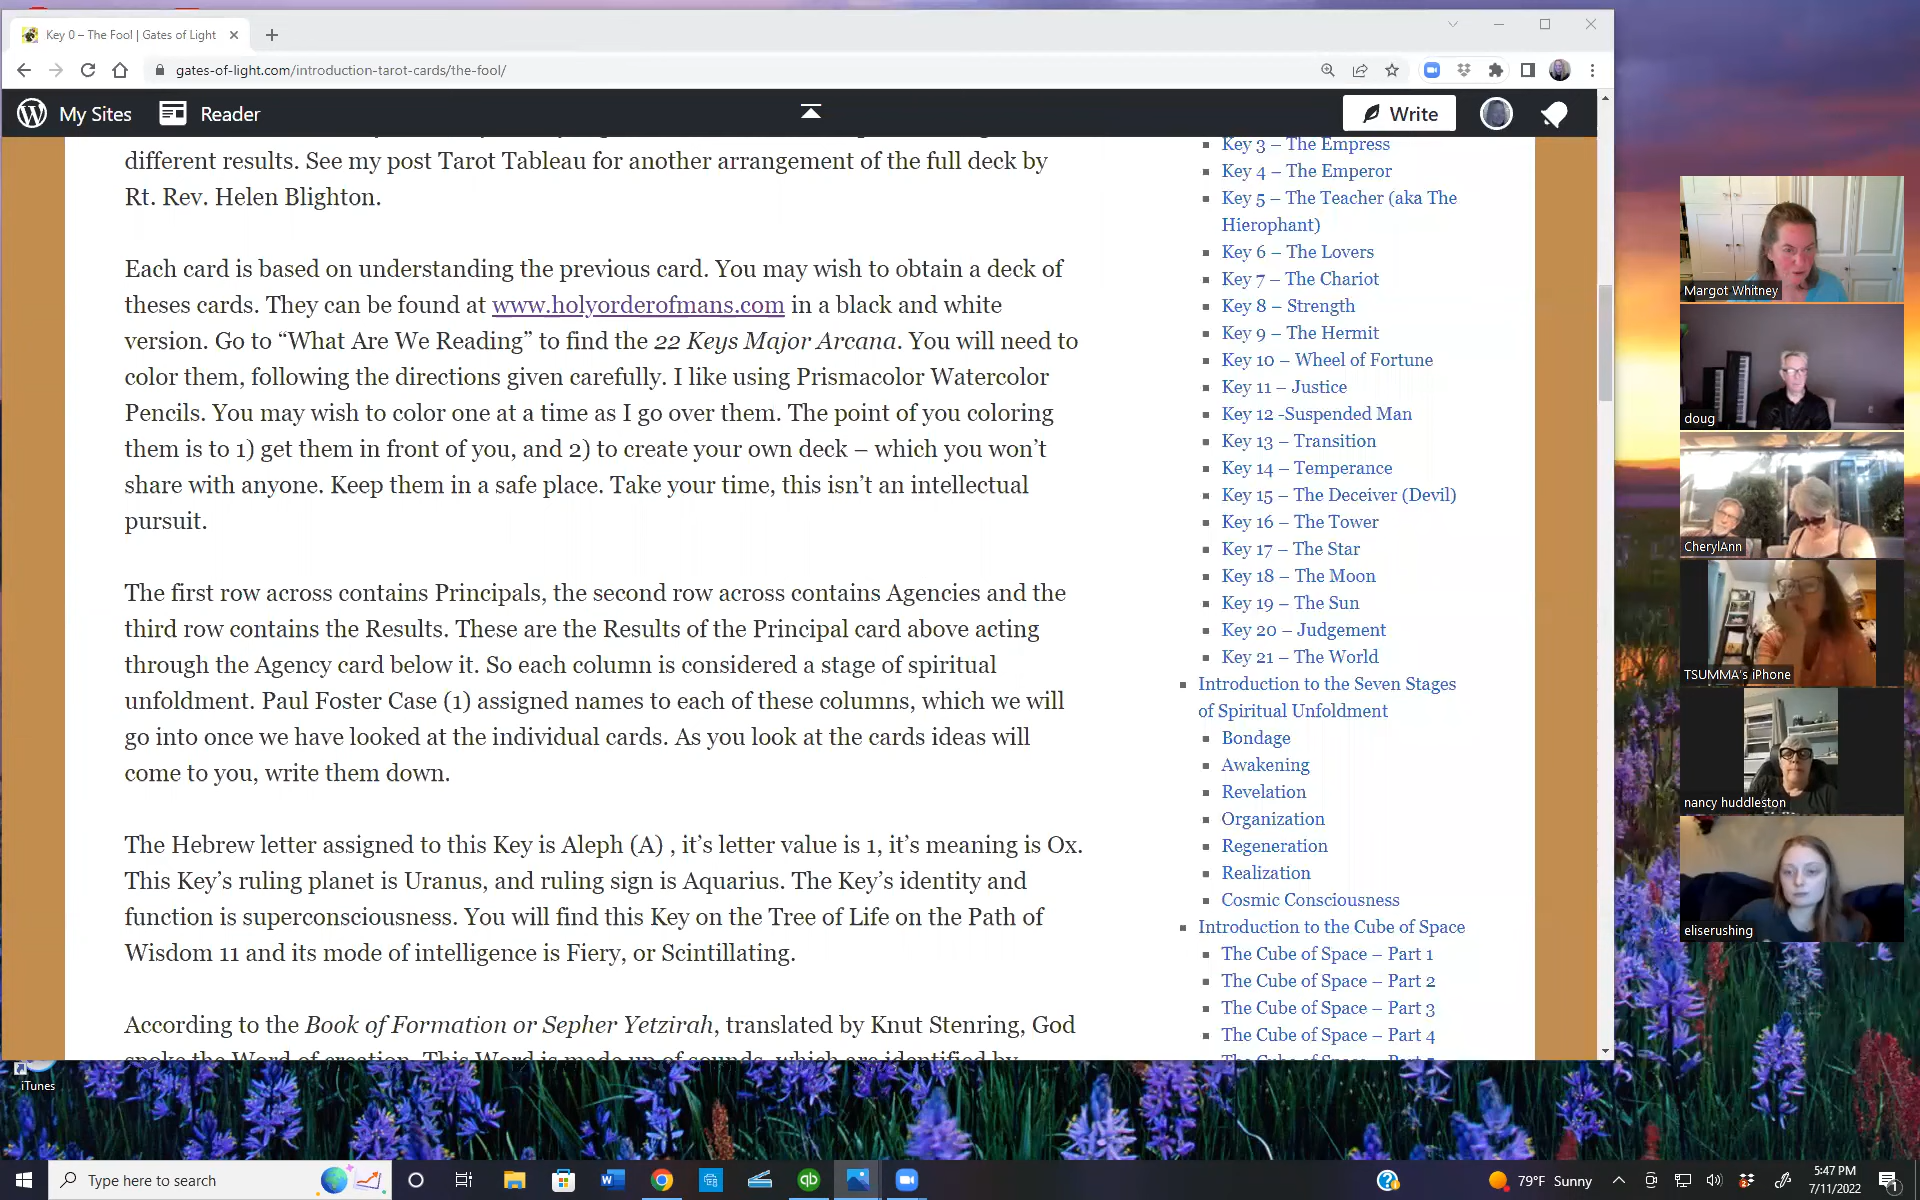 Key 0 – The Fool | Gates of Light
gates-of-light.com/introduction-tarot-cards/the-fool/
My Sites
Reader
Write
different results. See my post Tarot Tableau for another arrangement of the full deck by
Rt. Rev. Helen Blighton.
Each card is based on understanding the previous card. You may wish to obtain a deck of
theses cards. They can be found at www.holyorderofmans.com in a black and white
version. Go to “What Are We Reading” to find the 22 Keys Major Arcana. You will need to
color them, following the directions given carefully. I like using Prismacolor Watercolor
Pencils. You may wish to color one at a time as I go over them. The point of you coloring
them is to 1) get them in front of you, and 2) to create your own deck – which you won’t
share with anyone. Keep them in a safe place. Take your time, this isn’t an intellectual
pursuit.
The first row across contains Principals, the second row across contains Agencies and the
third row contains the Results. These are the Results of the Principal card above acting
through the Agency card below it. So each column is considered a stage of spiritual
unfoldment. Paul Foster Case (1) assigned names to each of these columns, which we will
go into once we have looked at the individual cards. As you look at the cards ideas will
come to you, write them down.
The Hebrew letter assigned to this Key is Aleph (A) , it’s letter value is 1, it’s meaning is Ox.
This Key’s ruling planet is Uranus, and ruling sign is Aquarius. The Key’s identity and
function is superconsciousness. You will find this Key on the Tree of Life on the Path of
Wisdom 11 and its mode of intelligence is Fiery, or Scintillating.
According to the Book of Formation or Sepher Yetzirah, translated by Knut Stenring, God
spoke the Word of creation. This Word is made up of sounds, which are identified by
Key 3 – The Empress
Key 4 – The Emperor
Key 5 – The Teacher (aka The
Hierophant)
Key 6 – The Lovers
Key 7 – The Chariot
Key 8 – Strength
Key 9 – The Hermit
Key 10 – Wheel of Fortune
Key 11 – Justice
Key 12 -Suspended Man
Key 13 – Transition
Key 14 – Temperance
Key 15 – The Deceiver (Devil)
Key 16 – The Tower
Key 17 – The Star
Key 18 – The Moon
Key 19 – The Sun
Key 20 – Judgement
Key 21 – The World
Introduction to the Seven Stages
of Spiritual Unfoldment
Bondage
Awakening
Revelation
Organization
Regeneration
Realization
Cosmic Consciousness
Introduction to the Cube of Space
The Cube of Space – Part 1
The Cube of Space – Part 2
The Cube of Space – Part 3
The Cube of Space – Part 4
The Cube of Space – Part 5
Margot Whitney
doug
CherylAnn
TSUMMA's iPhone
nancy huddleston
eliserushing
iTunes
Type here to search
79°F Sunny
5:47 PM
7/11/2022
1